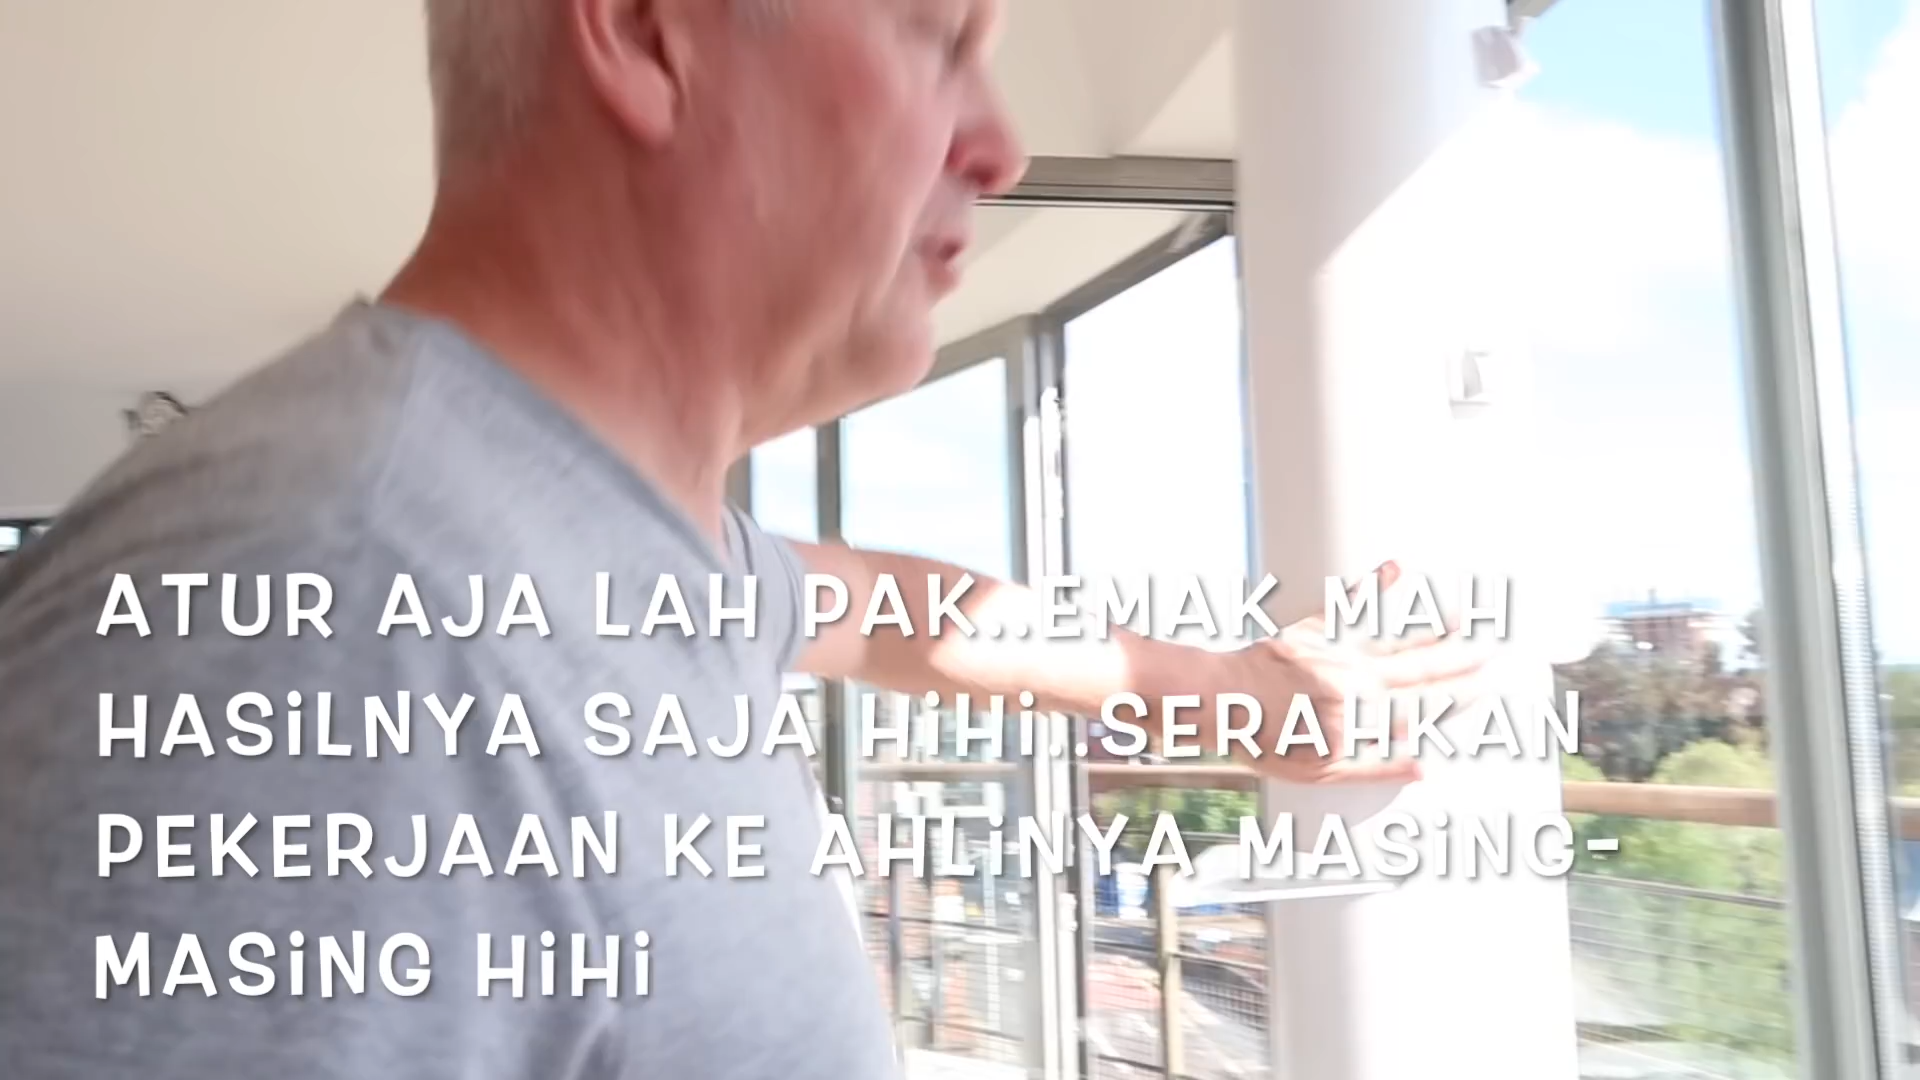 ATUR AJA LAH PAK..EMAK MAH
HASiLNYA SAJA HiHi..SERAHKAN
PEKERJAAN KE AHLiNYA MASiNG-
MASiNG HiHi